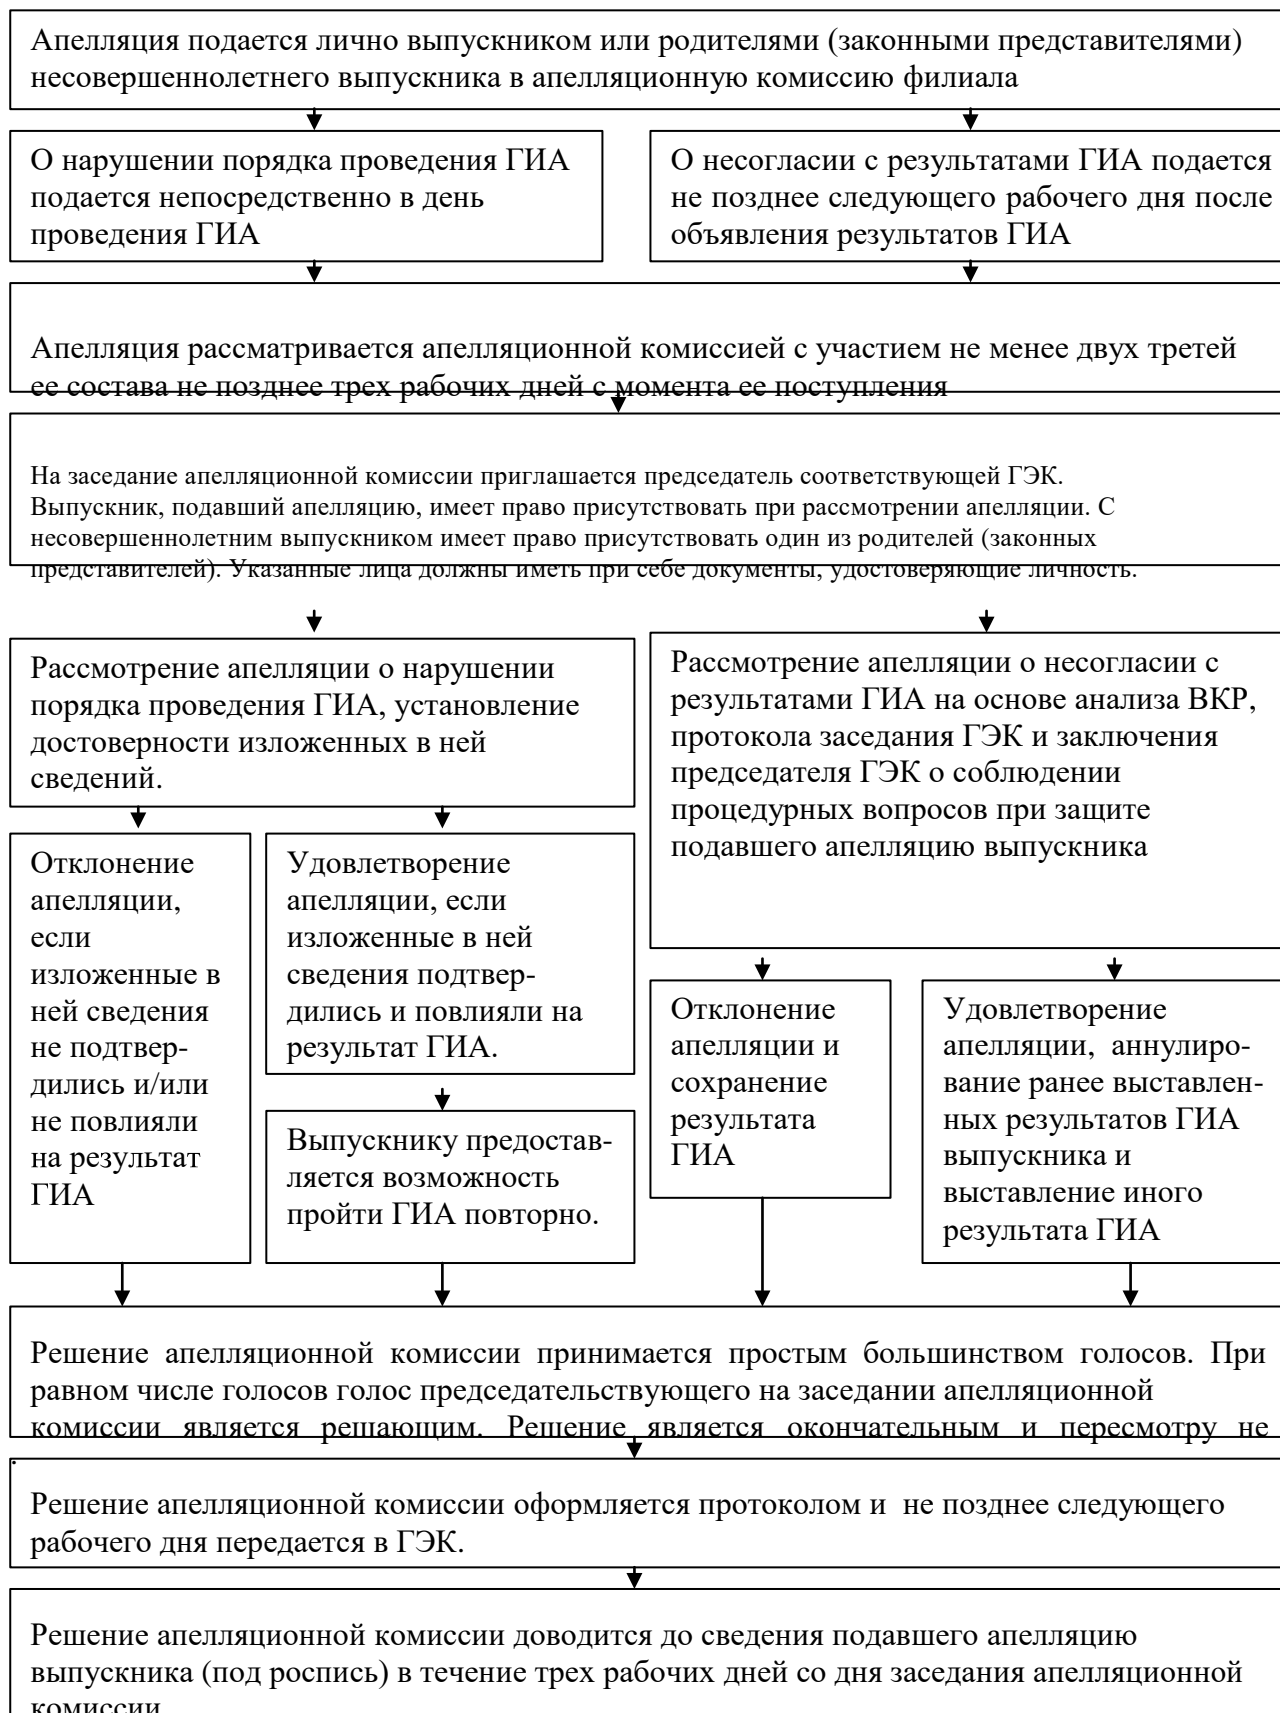 Апелляция подается лично выпускником или родителями (законными представителями)
несовершеннолетнего выпускника в апелляционную комиссию филиала
О нарушении порядка проведения ГИА
подается непосредственно в день
проведения ГИА
О несогласии с результатами ГИА подается
не позднее следующего рабочего дня после
объявления результатов ГИА
Апелляция рассматривается апелляционной комиссией с участием не менее двух третей
ее состава не позднее трех рабочих дней с момента ее поступления
На заседание апелляционной комиссии приглашается председатель соответствующей ГЭК.
Выпускник, подавший апелляцию, имеет право присутствовать при рассмотрении апелляции. С
несовершеннолетним выпускником имеет право присутствовать один из родителей (законных
представителей). Указанные лица должны иметь при себе документы, удостоверяющие личность.
Рассмотрение апелляции о нарушении
порядка проведения ГИА, установление
достоверности изложенных в ней
сведений.
Рассмотрение апелляции о несогласии с
результатами ГИА на основе анализа ВКР,
протокола заседания ГЭК и заключения
председателя ГЭК о соблюдении
процедурных вопросов при защите
подавшего апелляцию выпускника
Отклонение
апелляции,
если
изложенные в
ней сведения
не подтвер-
дились и/или
не повлияли
на результат
ГИА
Удовлетворение
апелляции, если
изложенные в ней
сведения подтвер-
дились и повлияли на
результат ГИА.
Выпускнику предостав-
ляется возможность
пройти ГИА повторно.
Отклонение
апелляции и
сохранение
результата
ГИА
Удовлетворение
апелляции, аннулиро-
вание ранее выставлен-
ных результатов ГИА
выпускника и
выставление иного
результата ГИА
Решение апелляционной комиссии принимается простым большинством голосов. При
равном числе голосов голос председательствующего на заседании апелляционной
комиссии является решающим. Решение является окончательным и пересмотру не
.
Решение апелляционной комиссии оформляется протоколом и не позднее следующего
рабочего дня передается в ГЭК.
Решение апелляционной комиссии доводится до сведения подавшего апелляцию
выпускника (под роспись) в течение трех рабочих дней со дня заседания апелляционной
комиссии